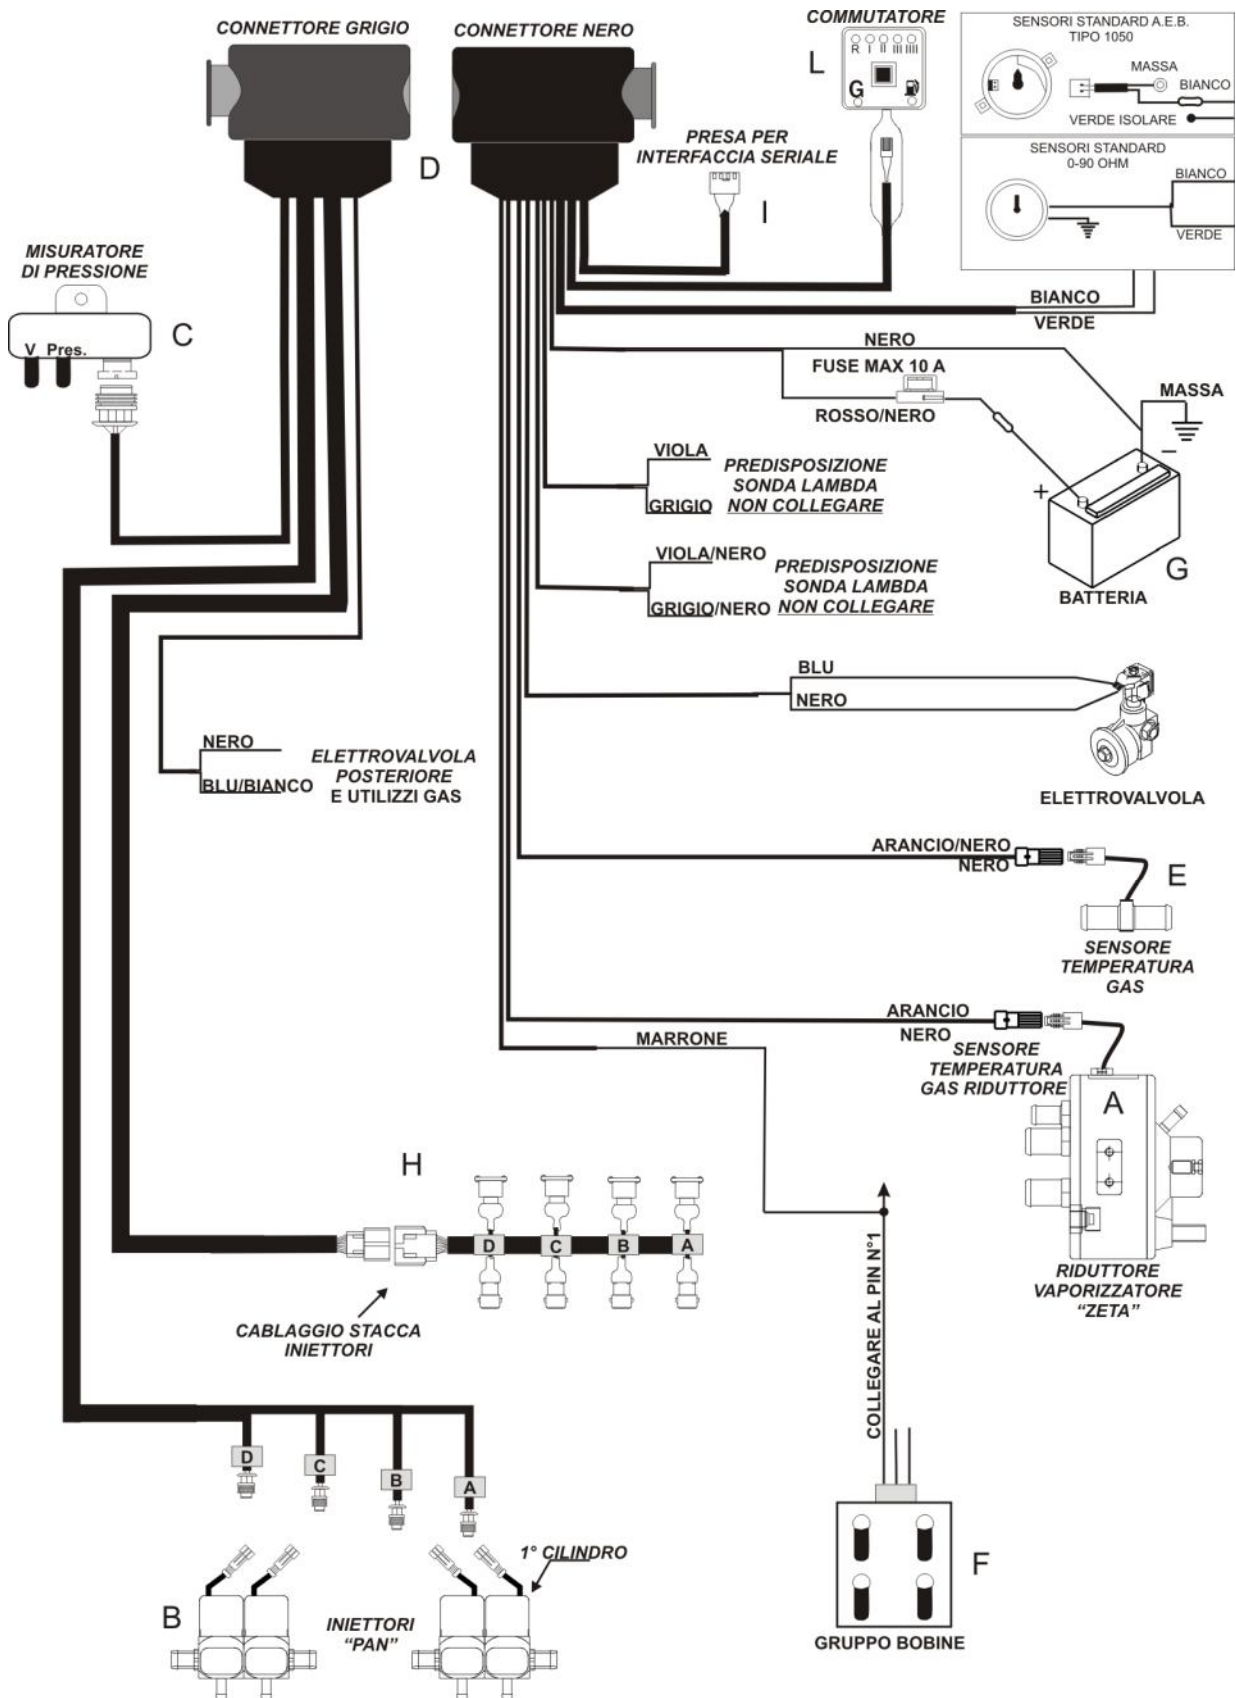 CONNETTORE GRIGIO
CONNETTORE NERO
COMMUTATORE
R I II III IIII
L
G
SENSORI STANDARD A.E.B.
TIPO 1050
MASSA
BIANCO
VERDE ISOLARE
SENSORI STANDARD
0-90 OHM
BIANCO
VERDE
D
PRESA PER
INTERFACCIA SERIALE
I
MISURATORE
DI PRESSIONE
V Pres.
C
BIANCO
VERDE
NERO
FUSE MAX 10 A
ROSSO/NERO
MASSA
−
+
G
BATTERIA
VIOLA
GRIGIO
PREDISPOSIZIONE
SONDA LAMBDA
NON COLLEGARE
VIOLA/NERO
GRIGIO/NERO
PREDISPOSIZIONE
SONDA LAMBDA
NON COLLEGARE
BLU
NERO
ELETTROVALVOLA
NERO
BLU/BIANCO
ELETTROVALVOLA
POSTERIORE
E UTILIZZI GAS
ARANCIO/NERO
NERO
E
SENSORE
TEMPERATURA
GAS
ARANCIO
NERO
MARRONE
SENSORE
TEMPERATURA
GAS RIDUTTORE
A
RIDUTTORE
VAPORIZZATORE
“ZETA”
H
D C B A
CABLAGGIO STACCA
INIETTORI
COLLEGARE AL PIN N°1
D
C
B
A
1° CILINDRO
B
INIETTORI
“PAN”
F
GRUPPO BOBINE